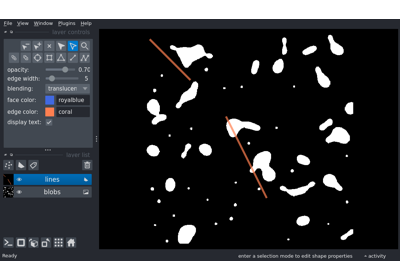 File View Window Plugins Help
layer controls
opacity: 0.70
edge width: 5
blending: translucen
face color: royalblue
edge color: coral
display text:
layer list
lines
blobs
Ready enter a selection mode to edit shape properties activity